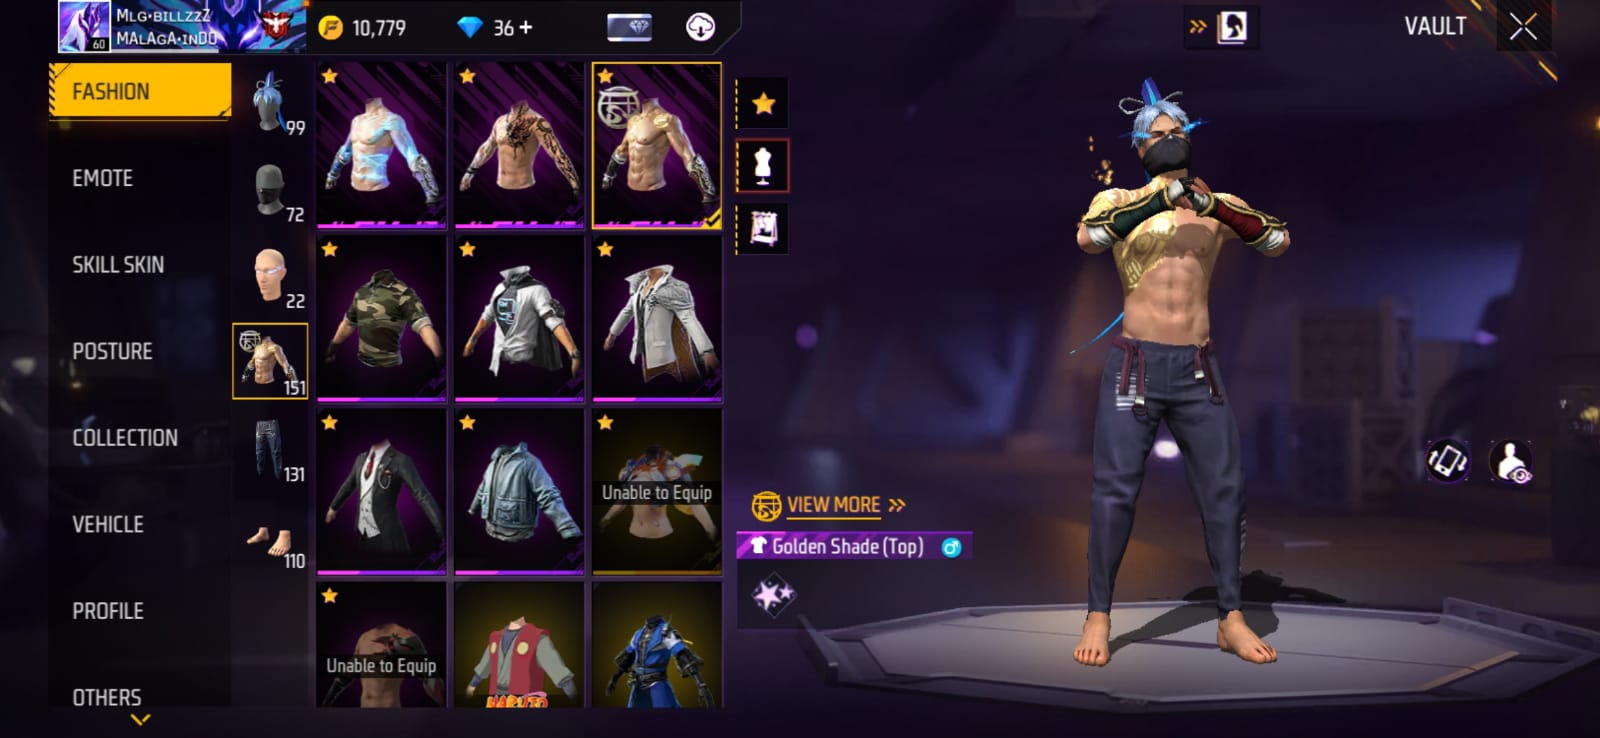 MLG•BILLZZZ
MALAGA•INDO
60
10,779
36 +
VAULT
FASHION
EMOTE
SKILL SKIN
POSTURE
COLLECTION
VEHICLE
PROFILE
OTHERS
99
72
22
151
131
110
Unable to Equip
Unable to Equip
NARUTO
VIEW MORE
Golden Shade (Top)